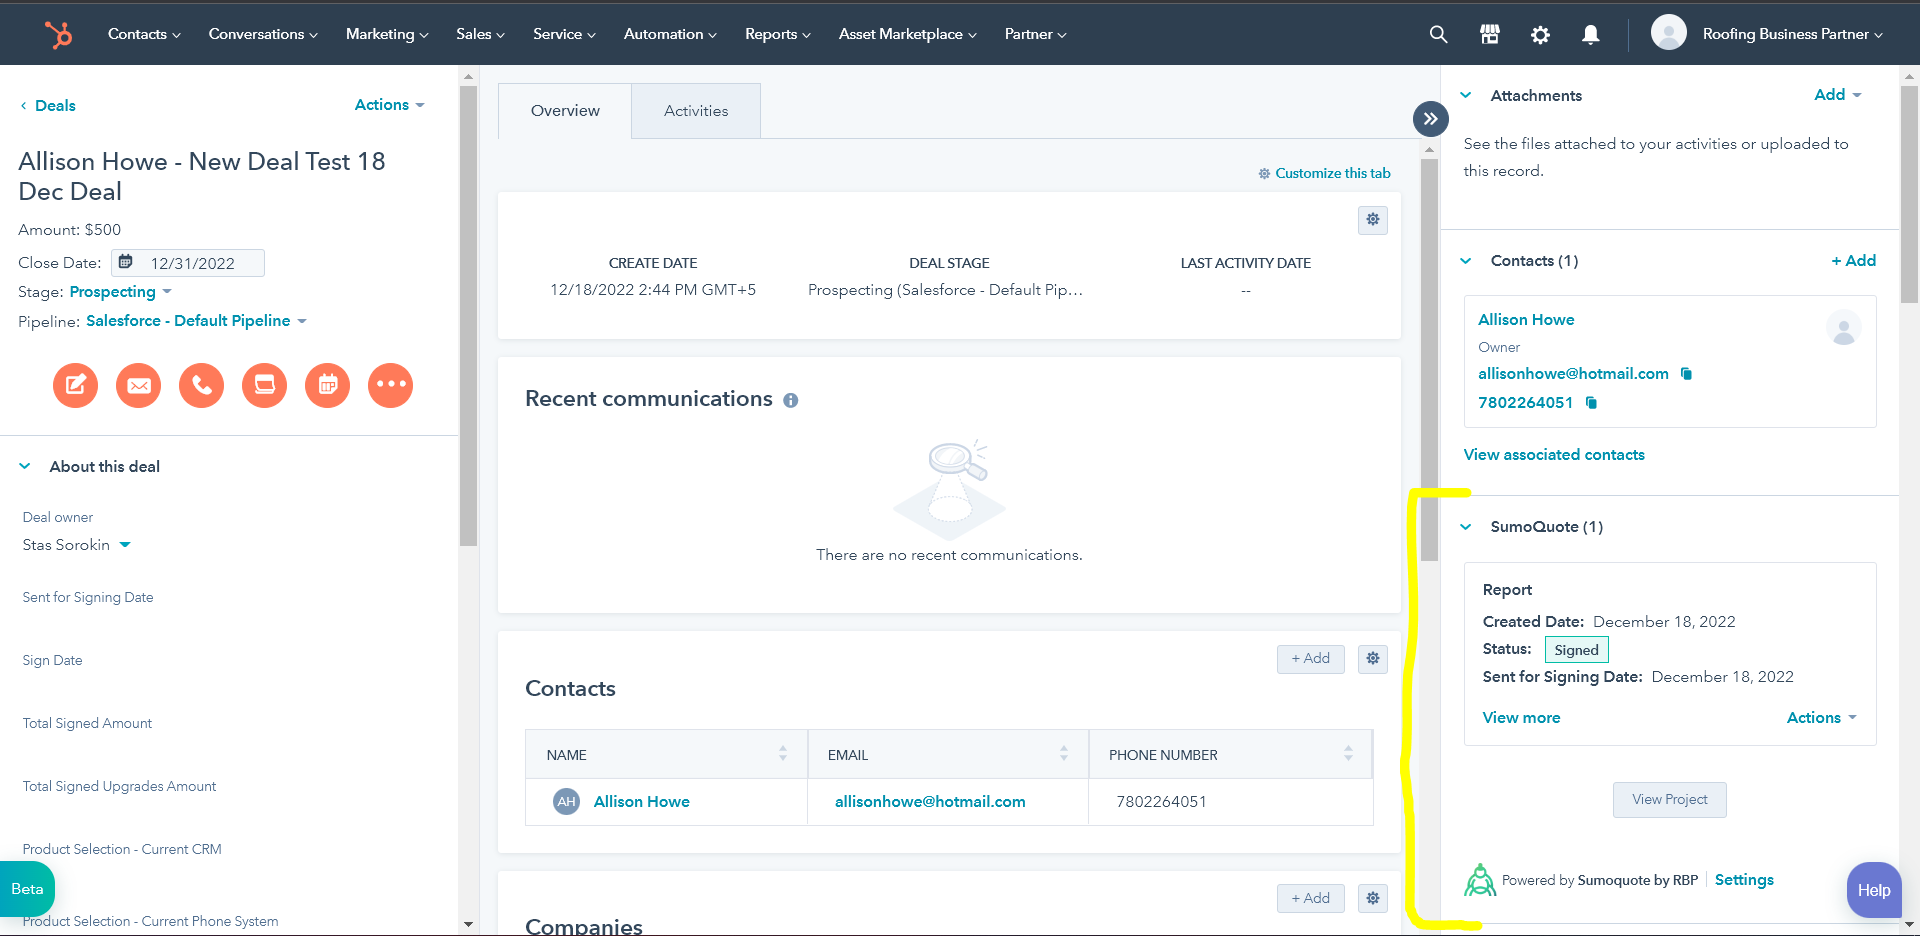 Contacts
Conversations
Marketing
Sales
Service
Automation
Reports
Asset Marketplace
Partner
Roofing Business Partner
Deals
Actions
Allison Howe - New Deal Test 18
Dec Deal
Amount: $500
Close Date: 12/31/2022
Stage: Prospecting
Pipeline: Salesforce - Default Pipeline
About this deal
Deal owner
Stas Sorokin
Sent for Signing Date
Sign Date
Total Signed Amount
Total Signed Upgrades Amount
Product Selection - Current CRM
Beta
Product Selection - Current Phone System
Overview
Activities
Customize this tab
CREATE DATE
DEAL STAGE
LAST ACTIVITY DATE
12/18/2022 2:44 PM GMT+5
Prospecting (Salesforce - Default Pip...
--
Recent communications
There are no recent communications.
+ Add
Contacts
NAME
EMAIL
PHONE NUMBER
AH
Allison Howe
allisonhowe@hotmail.com
7802264051
+ Add
Companies
Attachments
Add
See the files attached to your activities or uploaded to
this record.
Contacts (1)
+ Add
Allison Howe
Owner
allisonhowe@hotmail.com
7802264051
View associated contacts
SumoQuote (1)
Report
Created Date: December 18, 2022
Status: Signed
Sent for Signing Date: December 18, 2022
View more
Actions
View Project
Powered by Sumoquote by RBP
Settings
Help